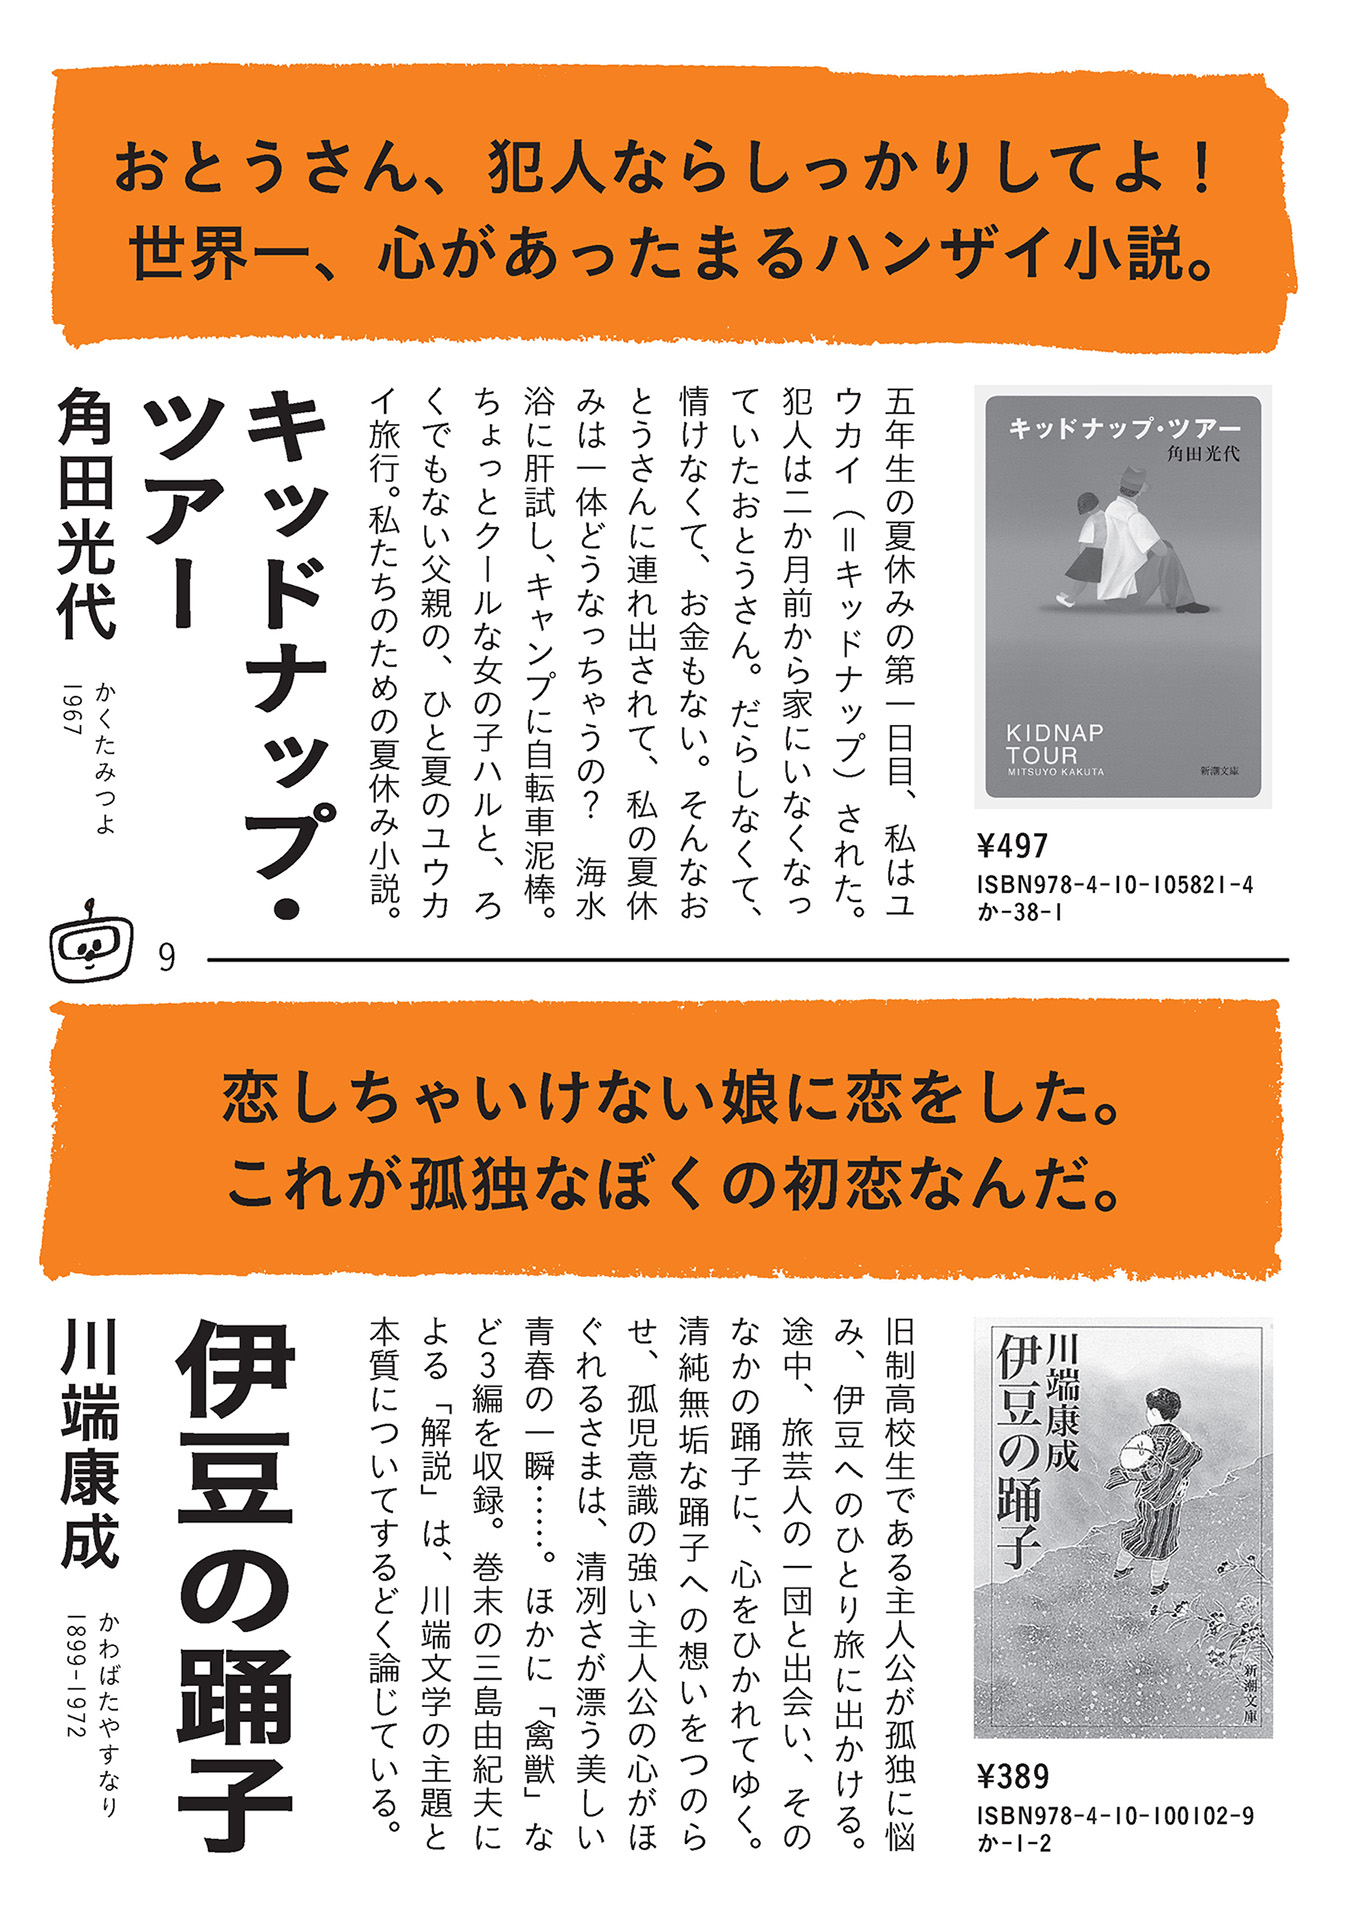 おとうさん、犯人ならしっかりしてよ！
世界一、心があったまるハンザイ小説。
キッドナップ・ツアー
角田光代
KIDNAP
TOUR
MITSUYO KAKUTA
新潮文庫
¥497
ISBN978-4-10-105821-4
か-38-1
五年生の夏休みの第一日目、私はユ
ウカイ（＝キッドナップ）された。
犯人は二か月前から家にいなくなっ
ていたおとうさん。だらしなくて、
情けなくて、お金もない。そんなお
とうさんに連れ出されて、私の夏休
みは一体どうなっちゃうの？　海水
浴に肝試し、キャンプに自転車泥棒。
ちょっとクールな女の子ハルと、ろ
くでもない父親の、ひと夏のユウカ
イ旅行。私たちのための夏休み小説。
キッドナップ・
ツアー
角田光代
かくたみつよ
1967
9
恋しちゃいけない娘に恋をした。
これが孤独なぼくの初恋なんだ。
川端康成
伊豆の踊子
新潮文庫
¥389
ISBN978-4-10-100102-9
か-1-2
旧制高校生である主人公が孤独に悩
み、伊豆へのひとり旅に出かける。
途中、旅芸人の一団と出会い、その
なかの踊子に、心をひかれてゆく。
清純無垢な踊子への想いをつのら
せ、孤児意識の強い主人公の心がほ
ぐれるさまは、清冽さが漂う美しい
青春の一瞬……。ほかに「禽獣」な
ど3編を収録。巻末の三島由紀夫に
よる「解説」は、川端文学の主題と
本質についてするどく論じている。
伊豆の踊子
川端康成
かわばたやすなり
1899-1972